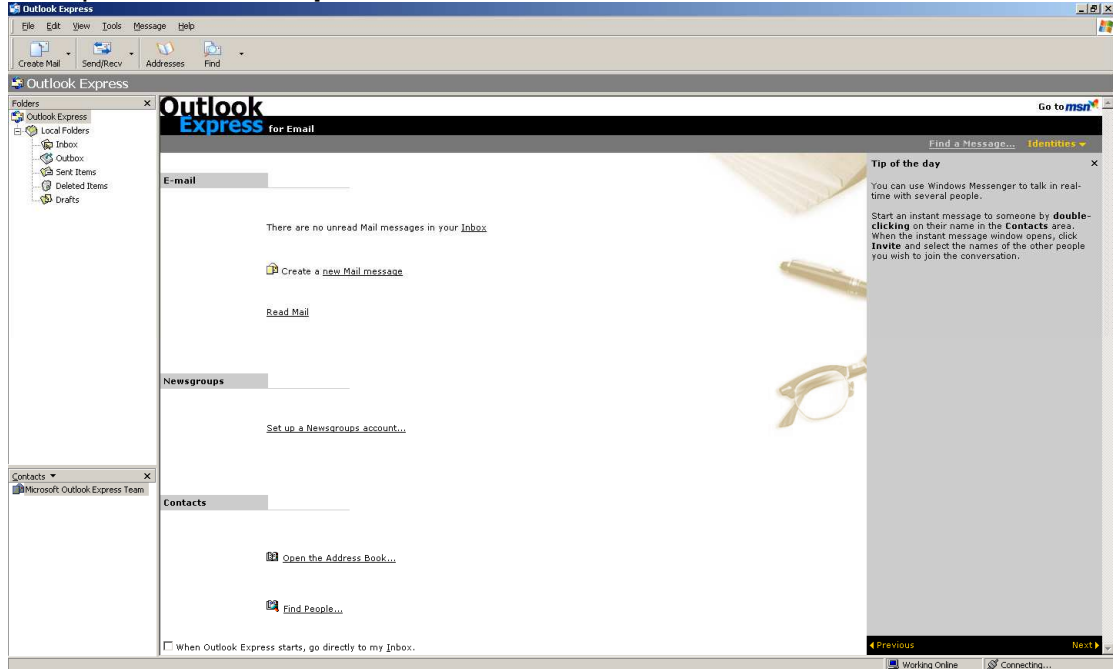 Outlook Express
File Edit View Tools Message Help
Create Mail Send/Recv Addresses Find
Outlook Express
Folders
Outlook Express
Local Folders
Inbox
Outbox
Sent Items
Deleted Items
Drafts
Contacts
Microsoft Outlook Express Team
Outlook
Express for Email
Go to msn
Find a Message... Identities
E-mail
There are no unread Mail messages in your Inbox
Create a new Mail message
Read Mail
Newsgroups
Set up a Newsgroups account...
Contacts
Open the Address Book...
Find People...
When Outlook Express starts, go directly to my Inbox.
Tip of the day
You can use Windows Messenger to talk in real-
time with several people.
Start an instant message to someone by double-
clicking on their name in the Contacts area.
When the instant message window opens, click
Invite and select the names of the other people
you wish to join the conversation.
Previous Next
Working Online Connecting...